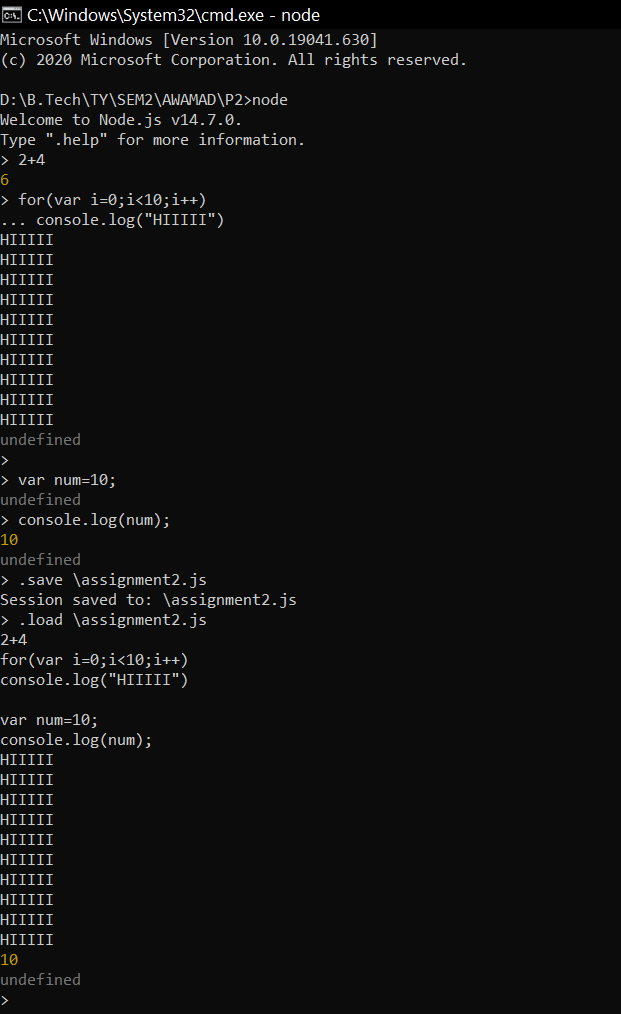 C:\Windows\System32\cmd.exe - node
Microsoft Windows [Version 10.0.19041.630]
(c) 2020 Microsoft Corporation. All rights reserved.

D:\B.Tech\TY\SEM2\AWAMAD\P2>node
Welcome to Node.js v14.7.0.
Type ".help" for more information.
> 2+4
6
> for(var i=0;i<10;i++)
... console.log("HIIIII")
HIIIII
HIIIII
HIIIII
HIIIII
HIIIII
HIIIII
HIIIII
HIIIII
HIIIII
HIIIII
undefined
>
> var num=10;
undefined
> console.log(num);
10
undefined
> .save \assignment2.js
Session saved to: \assignment2.js
> .load \assignment2.js
2+4
for(var i=0;i<10;i++)
console.log("HIIIII")

var num=10;
console.log(num);
HIIIII
HIIIII
HIIIII
HIIIII
HIIIII
HIIIII
HIIIII
HIIIII
HIIIII
HIIIII
10
undefined
>